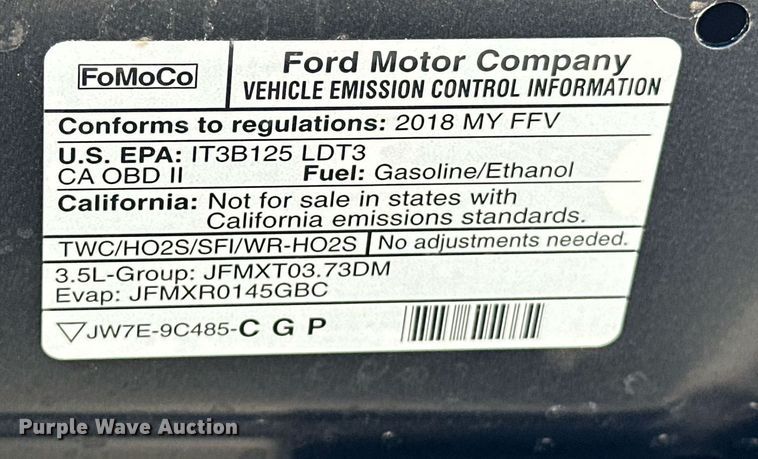 FoMoCo
Ford Motor Company
VEHICLE EMISSION CONTROL INFORMATION
Conforms to regulations: 2018 MY FFV
U.S. EPA: IT3B125 LDT3
CA OBD II Fuel: Gasoline/Ethanol
California: Not for sale in states with
California emissions standards.
TWC/HO2S/SFI/WR-HO2S No adjustments needed.
3.5L-Group: JFMXT03.73DM
Evap: JFMXR0145GBC
JW7E-9C485-C G P
Purple Wave Auction